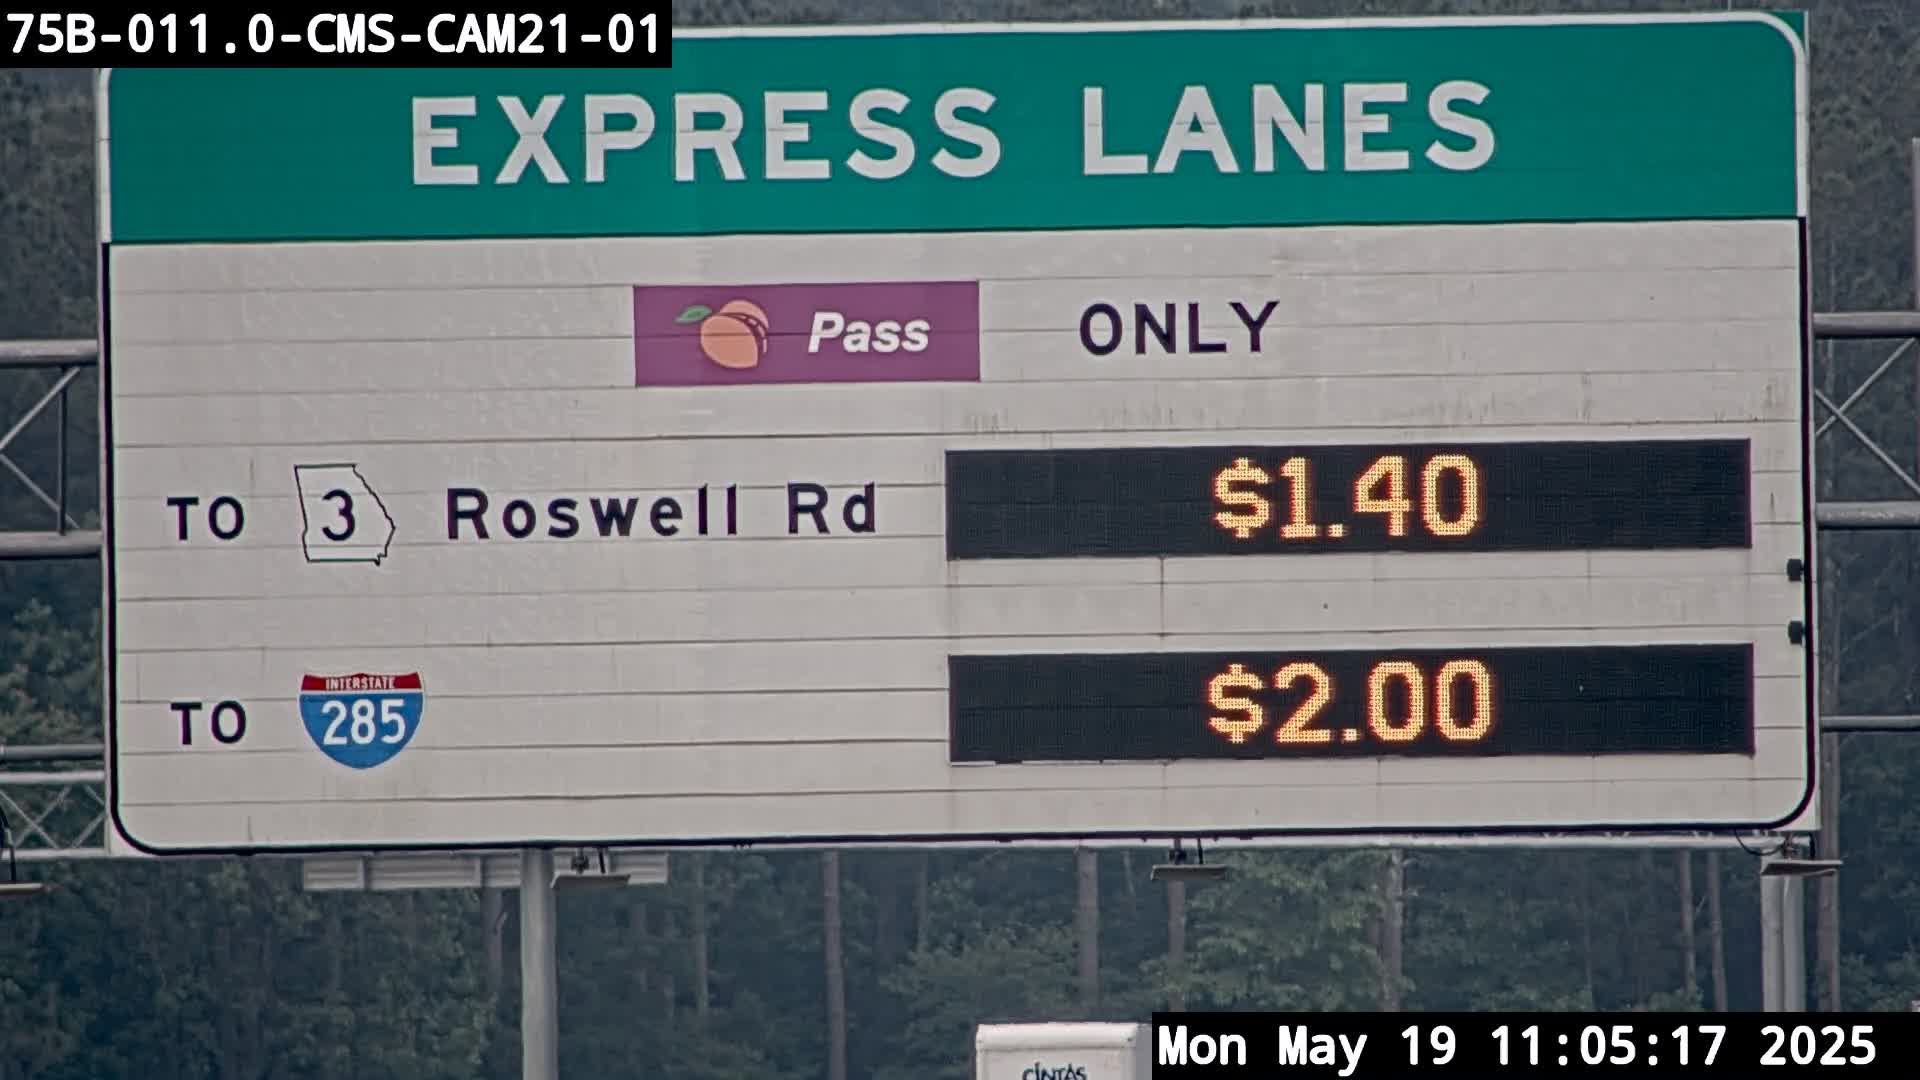 75B-011.0-CMS-CAM21-01
EXPRESS LANES
Pass ONLY
TO 3 Roswell Rd $1.40
TO INTERSTATE 285 $2.00
CINTAS
Mon May 19 11:05:17 2025